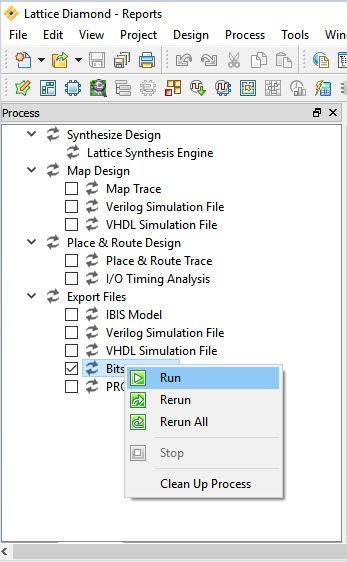 Lattice Diamond - Reports
File Edit View Project Design Process Tools
Process
Synthesize Design
Lattice Synthesis Engine
Map Design
Map Trace
Verilog Simulation File
VHDL Simulation File
Place & Route Design
Place & Route Trace
I/O Timing Analysis
Export Files
IBIS Model
Verilog Simulation File
VHDL Simulation File
Bits
Run
Rerun
Rerun All
Stop
Clean Up Process